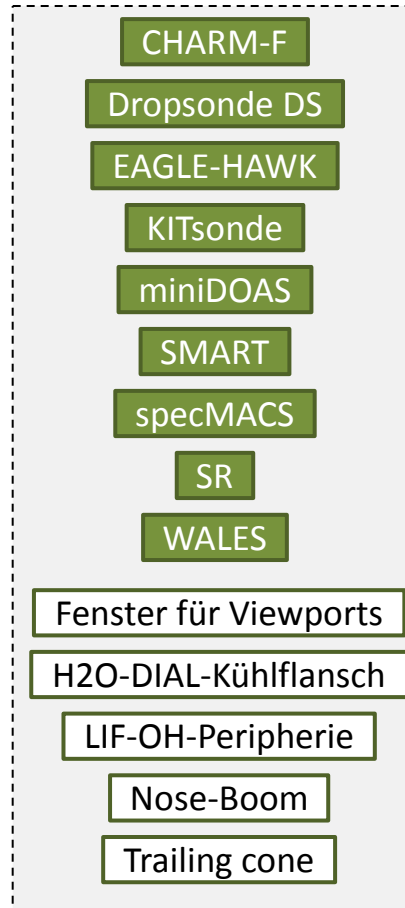 CHARM-F
Dropsonde DS
EAGLE-HAWK
KITsonde
miniDOAS
SMART
specMACS
SR
WALES
Fenster für Viewports
H2O-DIAL-Kühlflansch
LIF-OH-Peripherie
Nose-Boom
Trailing cone